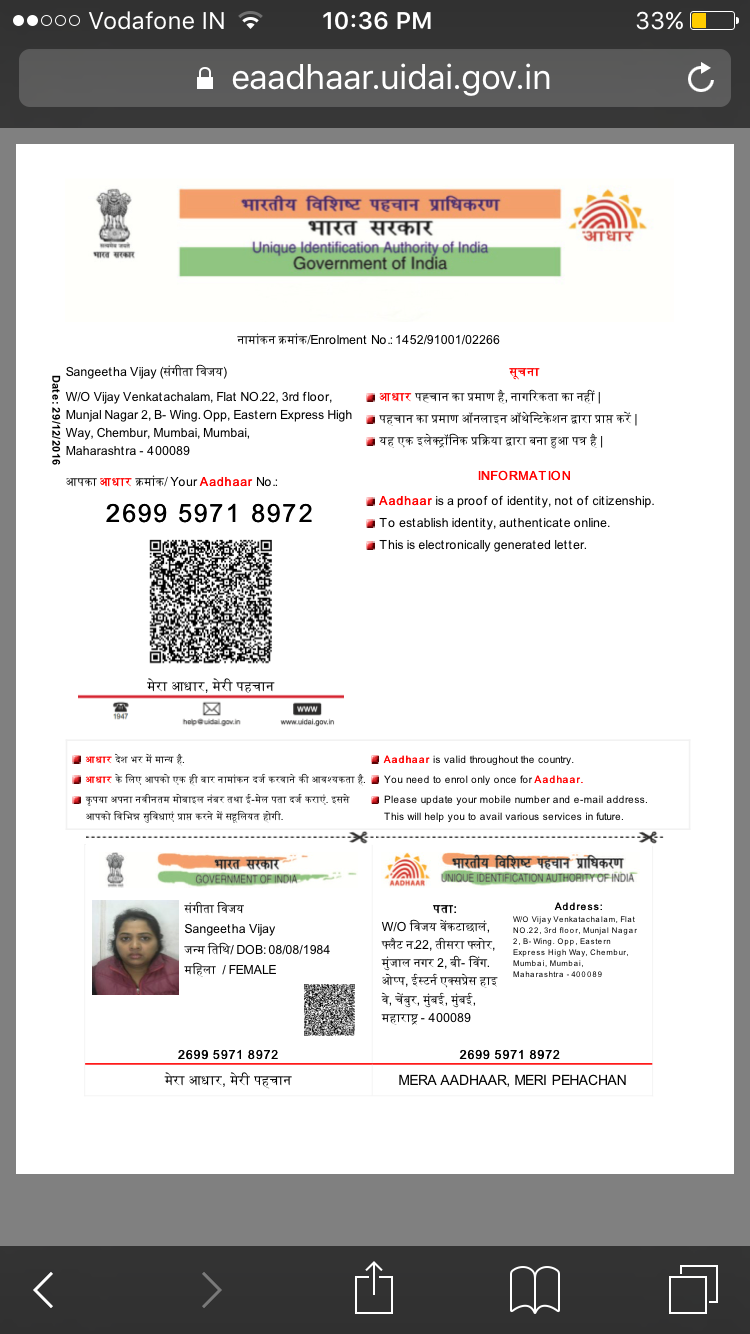 Vodafone IN 10:36 PM 33%
eaadhaar.uidai.gov.in
भारतीय विशिष्ट पहचान प्राधिकरण
भारत सरकार
Unique Identification Authority of India
Government of India
सत्यमेव जयते
भारत सरकार
आधार
नामांकन क्रमांक/Enrolment No.: 1452/91001/02266
Date: 29/12/2016
Sangeetha Vijay (संगीता विजय)
W/O Vijay Venkatachalam, Flat NO.22, 3rd floor,
Munjal Nagar 2, B- Wing. Opp, Eastern Express High
Way, Chembur, Mumbai, Mumbai,
Maharashtra - 400089
आपका आधार क्रमांक/ Your Aadhaar No.:
2699 5971 8972
मेरा आधार, मेरी पहचान
1947
help@uidai.gov.in
www
www.uidai.gov.in
सूचना
आधार पहचान का प्रमाण है, नागरिकता का नहीं |
पहचान का प्रमाण ऑनलाइन ऑथेन्टिकेशन द्वारा प्राप्त करें |
यह एक इलेक्ट्रॉनिक प्रक्रिया द्वारा बना हुआ पत्र है |
INFORMATION
Aadhaar is a proof of identity, not of citizenship.
To establish identity, authenticate online.
This is electronically generated letter.
आधार देश भर में मान्य है.
आधार के लिए आपको एक ही बार नामांकन दर्ज करवाने की आवश्यकता है.
कृपया अपना नवीनतम मोबाइल नंबर तथा ई-मेल पता दर्ज कराएं. इससे
आपको विभिन्न सुविधाएं प्राप्त करने में सहूलियत होगी.
Aadhaar is valid throughout the country.
You need to enrol only once for Aadhaar.
Please update your mobile number and e-mail address.
This will help you to avail various services in future.
भारत सरकार
GOVERNMENT OF INDIA
संगीता विजय
Sangeetha Vijay
जन्म तिथि/ DOB: 08/08/1984
महिला / FEMALE
2699 5971 8972
मेरा आधार, मेरी पहचान
AADHAAR
भारतीय विशिष्ट पहचान प्राधिकरण
UNIQUE IDENTIFICATION AUTHORITY OF INDIA
पता:
W/O विजय वेंकटाछालं,
फ्लैट न.22, तीसरा फ्लोर,
मुंजाल नगर 2, बी- विंग.
ओप्प, ईस्टर्न एक्सप्रेस हाइ
वे, चेंबुर, मुंबई, मुंबई,
महाराष्ट्र - 400089
Address:
W/O Vijay Venkatachalam, Flat
NO.22, 3rd floor, Munjal Nagar
2, B- Wing. Opp, Eastern
Express High Way, Chembur,
Mumbai, Mumbai,
Maharashtra - 400089
2699 5971 8972
MERA AADHAAR, MERI PEHACHAN